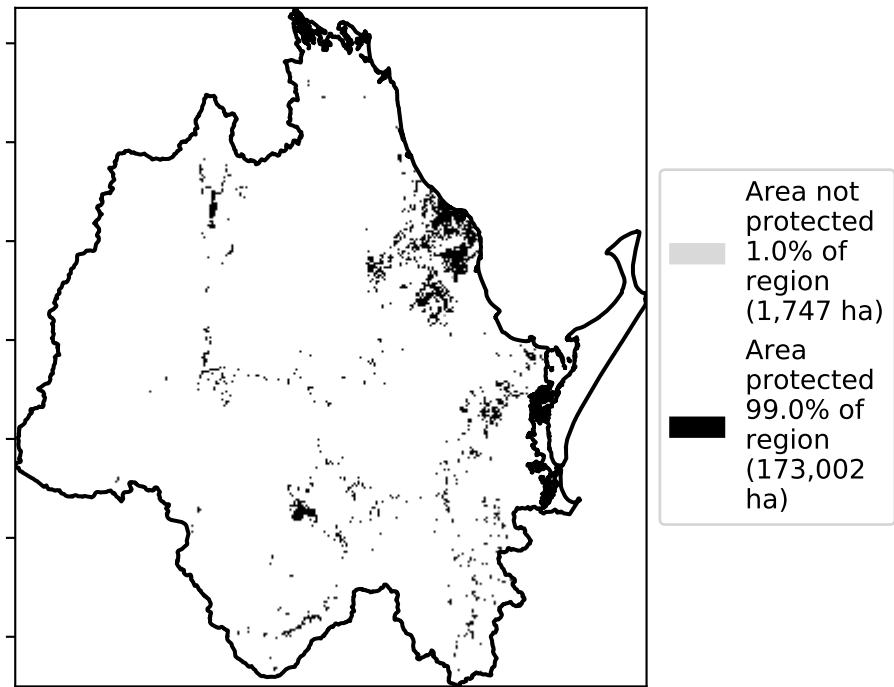 Area not
protected
1.0% of
region
(1,747 ha)
Area
protected
99.0% of
region
(173,002
ha)